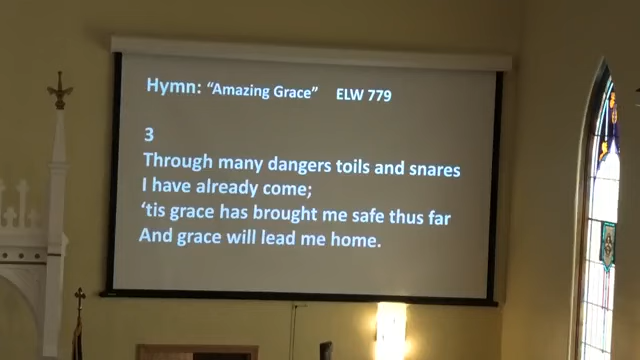 Hymn: “Amazing Grace” ELW 779
3
Through many dangers toils and snares
I have already come;
‘tis grace has brought me safe thus far
And grace will lead me home.